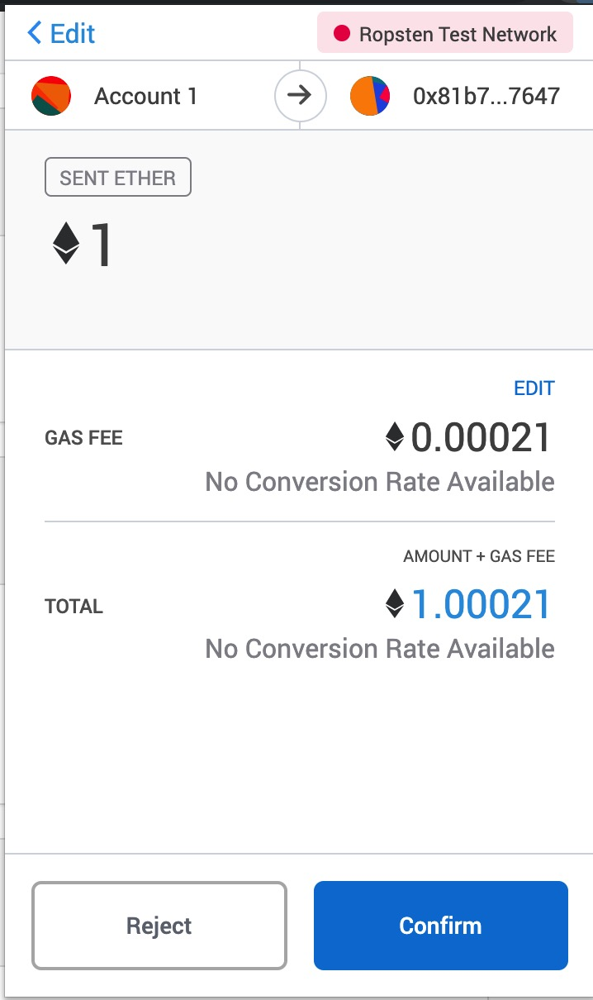 Edit
Ropsten Test Network
Account 1
0x81b7...7647
SENT ETHER
1
EDIT
GAS FEE
0.00021
No Conversion Rate Available
AMOUNT + GAS FEE
TOTAL
1.00021
No Conversion Rate Available
Reject
Confirm